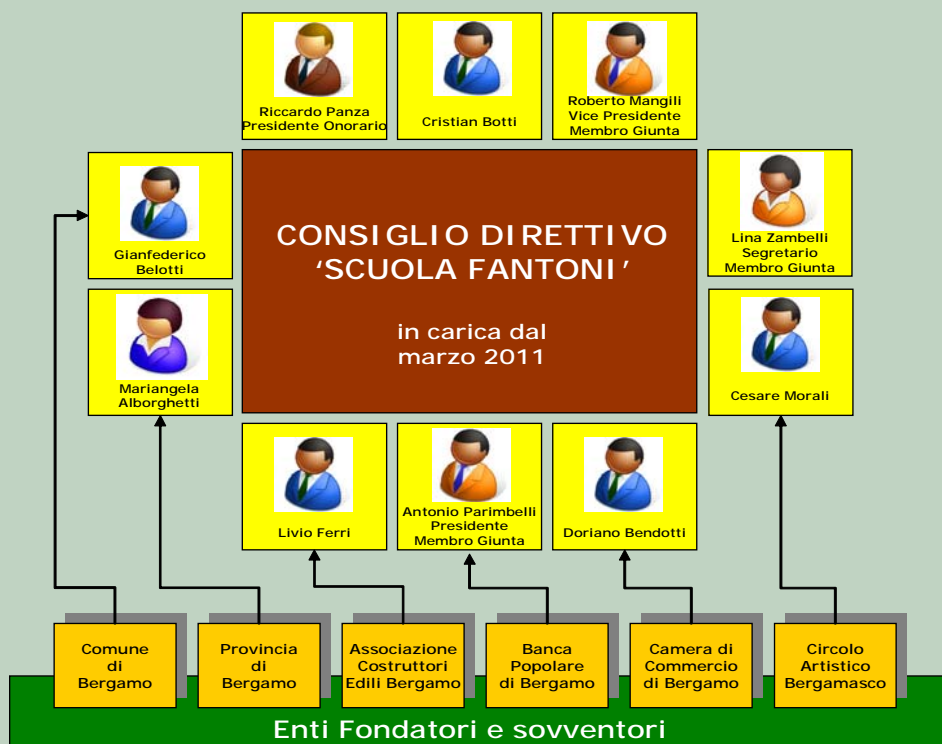 Riccardo Panza
Presidente Onorario
Cristian Botti
Roberto Mangili
Vice Presidente
Membro Giunta
Gianfederico
Belotti
CONSIGLIO DIRETTIVO
'SCUOLA FANTONI'
in carica dal
marzo 2011
Lina Zambelli
Segretario
Membro Giunta
Mariangela
Alborghetti
Cesare Morali
Livio Ferri
Antonio Parimbelli
Presidente
Membro Giunta
Doriano Bendotti
Comune
di
Bergamo
Provincia
di
Bergamo
Associazione
Costruttori
Edili Bergamo
Banca
Popolare
di Bergamo
Camera di
Commercio
di Bergamo
Circolo
Artistico
Bergamasco
Enti Fondatori e sovventori